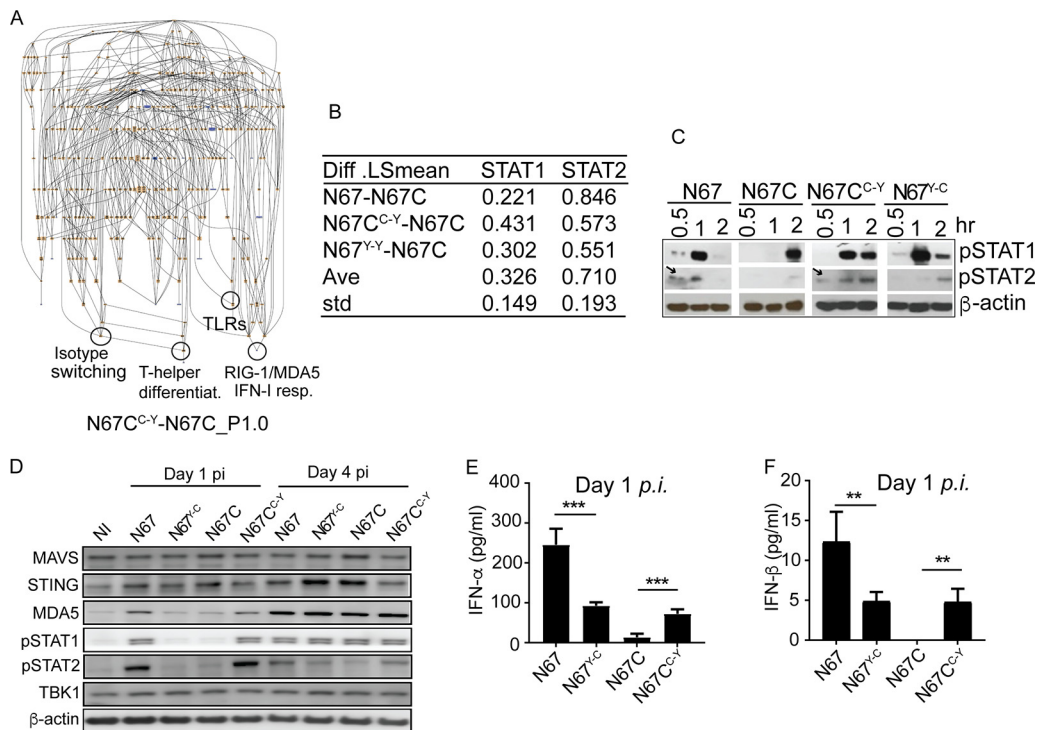 A
TLRs
Isotype
switching
T-helper
differentiat.
RIG-1/MDA5
IFN-I resp.
N67C^C-Y-N67C_P1.0
B
Diff .LSmean STAT1 STAT2
N67-N67C 0.221 0.846
N67C^C-Y-N67C 0.431 0.573
N67^Y-Y-N67C 0.302 0.551
Ave 0.326 0.710
std 0.149 0.193
C
N67 N67C N67C^C-Y N67^Y-C
0.5 1 2 0.5 1 2 0.5 1 2 0.5 1 2 hr
pSTAT1
pSTAT2
β-actin
D
Day 1 pi Day 4 pi
NI N67 N67^Y-C N67C N67C^C-Y N67 N67^Y-C N67C N67C^C-Y
MAVS
STING
MDA5
pSTAT1
pSTAT2
TBK1
β-actin
E
Day 1 p.i.
IFN-α (pg/ml)
400
300
200
100
0
***
***
N67 N67^Y-C N67C N67C^C-Y
F
Day 1 p.i.
IFN-β (pg/ml)
20
15
10
5
0
**
**
N67 N67^Y-C N67C N67C^C-Y